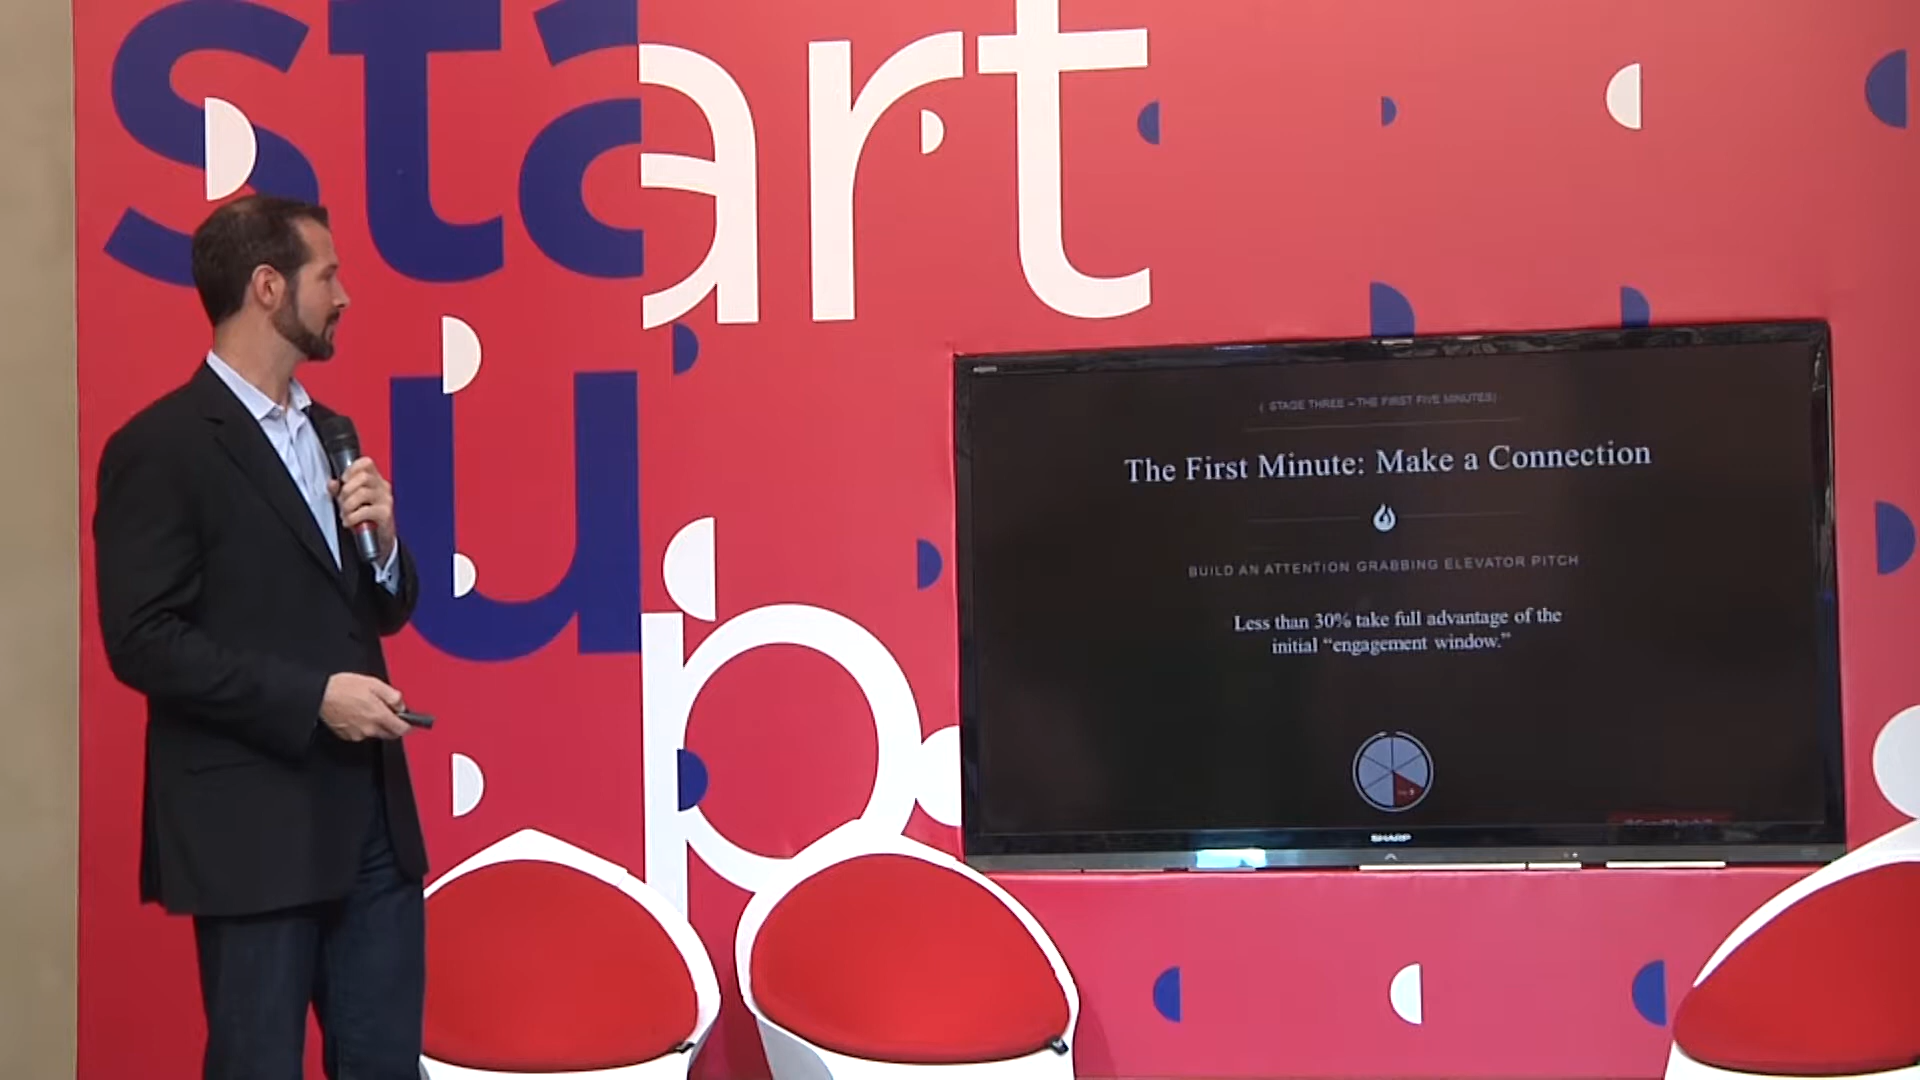 start
up
( STAGE THREE – THE FIRST FIVE MINUTES)
The First Minute: Make a Connection
BUILD AN ATTENTION GRABBING ELEVATOR PITCH
Less than 30% take full advantage of the
initial “engagement window.”
SHARP